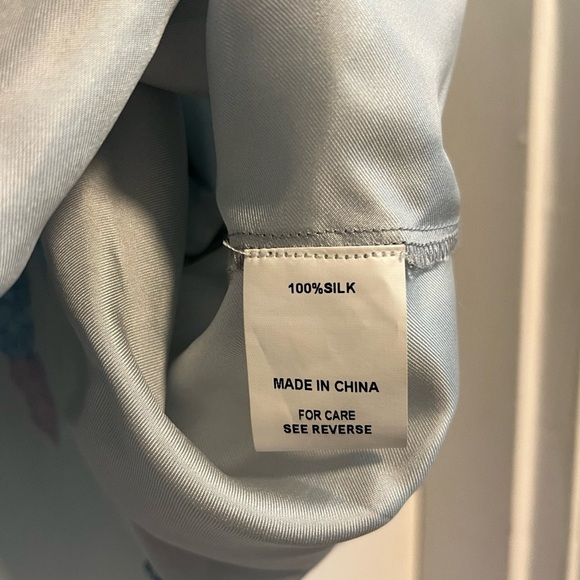 100%SILK
MADE IN CHINA
FOR CARE
SEE REVERSE